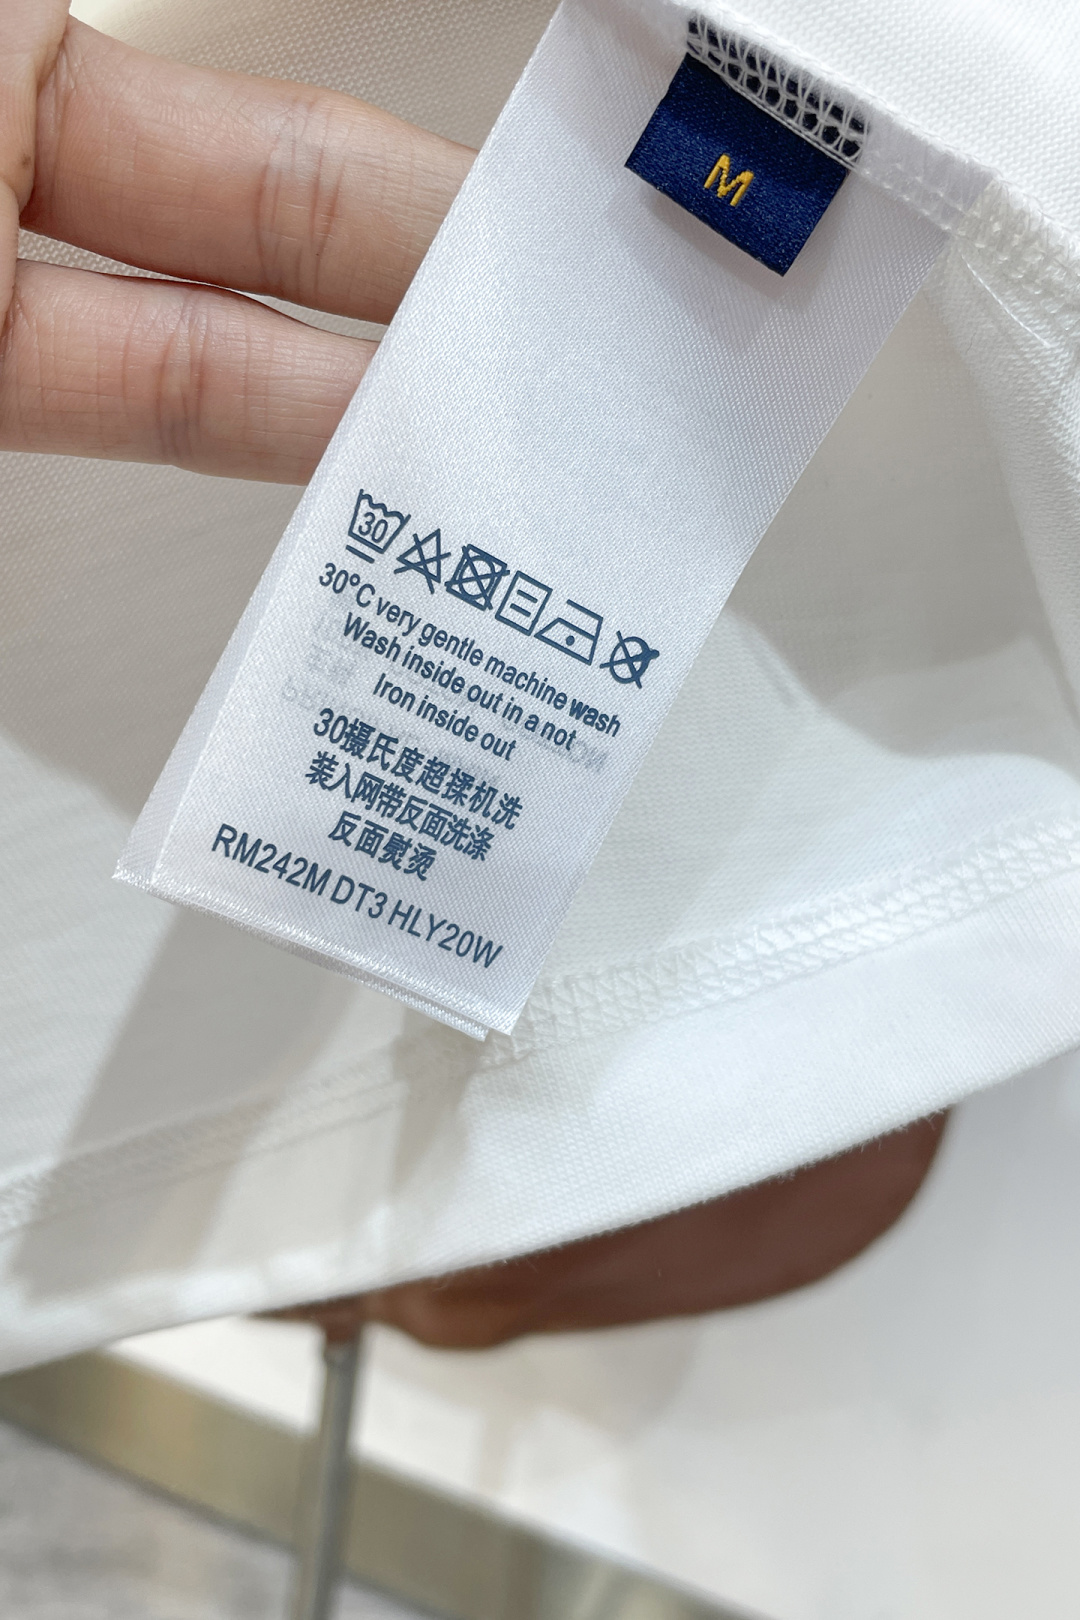 M
30
30°C very gentle machine wash
Wash inside out in a not
Iron inside out
30摄氏度超揉机洗
装入网带反面洗涤
反面熨烫
RM242M DT3 HLY20W